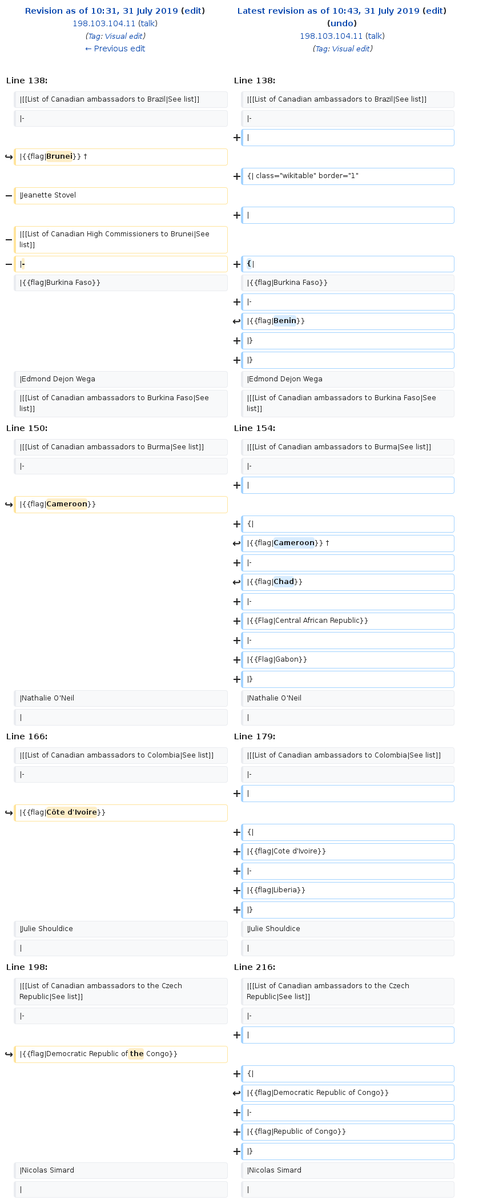 Revision as of 10:31, 31 July 2019 (edit)
198.103.104.11 (talk)
(Tag: Visual edit)
← Previous edit
Latest revision as of 10:43, 31 July 2019 (edit)
(undo)
198.103.104.11 (talk)
(Tag: Visual edit)
Line 138:
Line 138:
||[[List of Canadian ambassadors to Brazil|See list]]
||[[List of Canadian ambassadors to Brazil|See list]]
|-
|-
+ |
↪ |{{flag|Brunei}} †
+ {| class="wikitable" border="1"
− |Jeanette Stovel
+ |
− ||[[List of Canadian High Commissioners to Brunei|See
list]]
− |-
+ {|
|{{flag|Burkina Faso}}
|{{flag|Burkina Faso}}
+ |-
↩ |{{flag|Benin}}
+ |}
+ |}
|Edmond Dejon Wega
|Edmond Dejon Wega
||[[List of Canadian ambassadors to Burkina Faso|See
list]]
||[[List of Canadian ambassadors to Burkina Faso|See
list]]
Line 150:
Line 154:
||[[List of Canadian ambassadors to Burma|See list]]
||[[List of Canadian ambassadors to Burma|See list]]
|-
|-
+ |
↪ |{{flag|Cameroon}}
+ {|
↩ |{{flag|Cameroon}} †
+ |-
↩ |{{flag|Chad}}
+ |-
+ |{{Flag|Central African Republic}}
+ |-
+ |{{Flag|Gabon}}
+ |}
|Nathalie O'Neil
|Nathalie O'Neil
|
|
Line 166:
Line 179:
||[[List of Canadian ambassadors to Colombia|See list]]
||[[List of Canadian ambassadors to Colombia|See list]]
|-
|-
+ |
↪ |{{flag|Côte d'Ivoire}}
+ {|
+ |{{flag|Cote d'Ivoire}}
+ |-
+ |{{flag|Liberia}}
+ |}
|Julie Shouldice
|Julie Shouldice
|
|
Line 198:
Line 216:
||[[List of Canadian ambassadors to the Czech
Republic|See list]]
||[[List of Canadian ambassadors to the Czech
Republic|See list]]
|-
|-
+ |
↪ |{{flag|Democratic Republic of the Congo}}
+ {|
↩ |{{flag|Democratic Republic of Congo}}
+ |-
+ |{{flag|Republic of Congo}}
+ |}
|Nicolas Simard
|Nicolas Simard
|
|